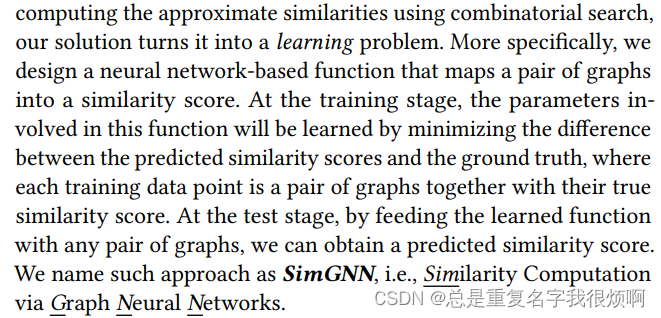 computing the approximate similarities using combinatorial search,
our solution turns it into a learning problem. More specifically, we
design a neural network-based function that maps a pair of graphs
into a similarity score. At the training stage, the parameters in-
volved in this function will be learned by minimizing the difference
between the predicted similarity scores and the ground truth, where
each training data point is a pair of graphs together with their true
similarity score. At the test stage, by feeding the learned function
with any pair of graphs, we can obtain a predicted similarity score.
We name such approach as SimGNN, i.e., Similarity Computation
via Graph Neural Networks.
CSDN @总是重复名字我很烦啊